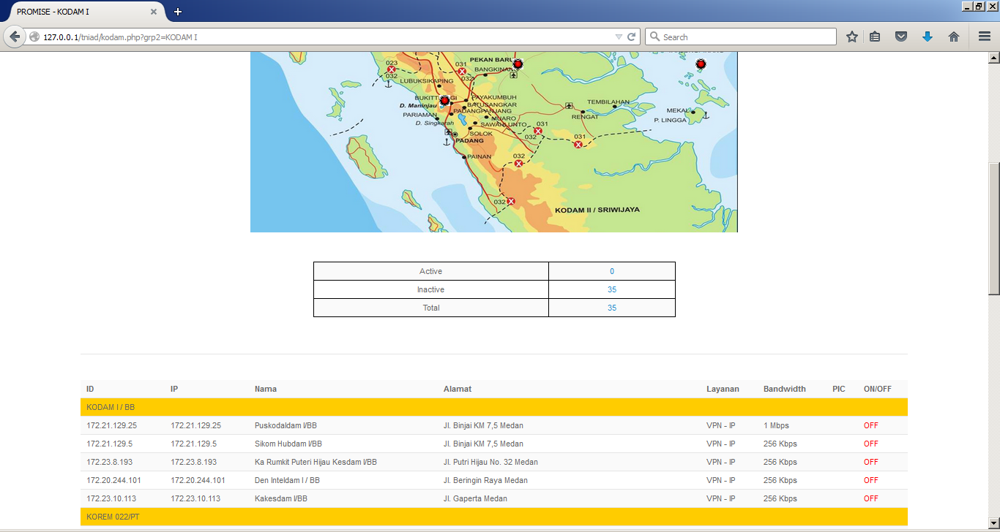 PROMISE - KODAM I
127.0.0.1/tniad/kodam.php?grp2=KODAM I
Search
PEKAN BARU
023
031
BANGKINANG
032
032
LUBUKSIKAPING
BUKITTINGGI
PAYAKUMBUH
TEMBILAHAN
D. Maninjau
BATUSANGKAR
PADANGPANJANG
MEKAL
PARIAMAN
MUARO
RENGAT
P. LINGGA
D. Singkarah
SAWAHLUNTO
031
SOLOK
032
031
PADANG
PAINAN
032
032
KODAM II / SRIWIJAYA
Active 0
Inactive 35
Total 35
ID IP Nama Alamat Layanan Bandwidth PIC ON/OFF
KODAM I / BB
172.21.129.25 172.21.129.25 Puskodaldam I/BB Jl. Binjai KM 7,5 Medan VPN - IP 1 Mbps OFF
172.21.129.5 172.21.129.5 Sikom Hubdam I/BB Jl. Binjai KM 7,5 Medan VPN - IP 256 Kbps OFF
172.23.8.193 172.23.8.193 Ka Rumkit Puteri Hijau Kesdam I/BB Jl. Putri Hijau No. 32 Medan VPN - IP 256 Kbps OFF
172.20.244.101 172.20.244.101 Den Inteldam I / BB Jl. Beringin Raya Medan VPN - IP 256 Kbps OFF
172.23.10.113 172.23.10.113 Kakesdam I/BB Jl. Gaperta Medan VPN - IP 256 Kbps OFF
KOREM 022/PT